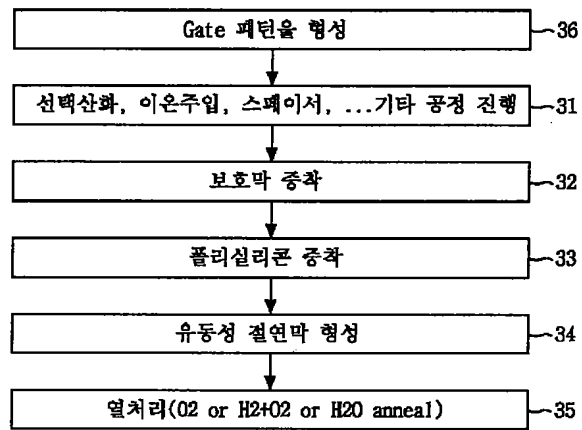 Gate 패턴을 형성
36
선택산화, 이온주입, 스페이서, ...기타 공정 진행
31
보호막 증착
32
폴리실리콘 증착
33
유동성 절연막 형성
34
열처리(O2 or H2+O2 or H2O anneal)
35